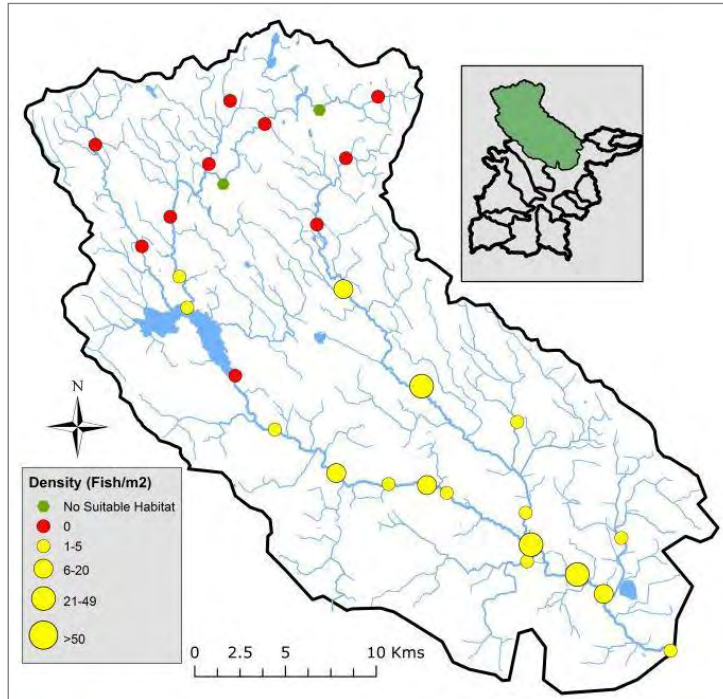 N
Density (Fish/m2)
No Suitable Habitat
0
1-5
6-20
21-49
>50
0 2.5 5 10 Kms